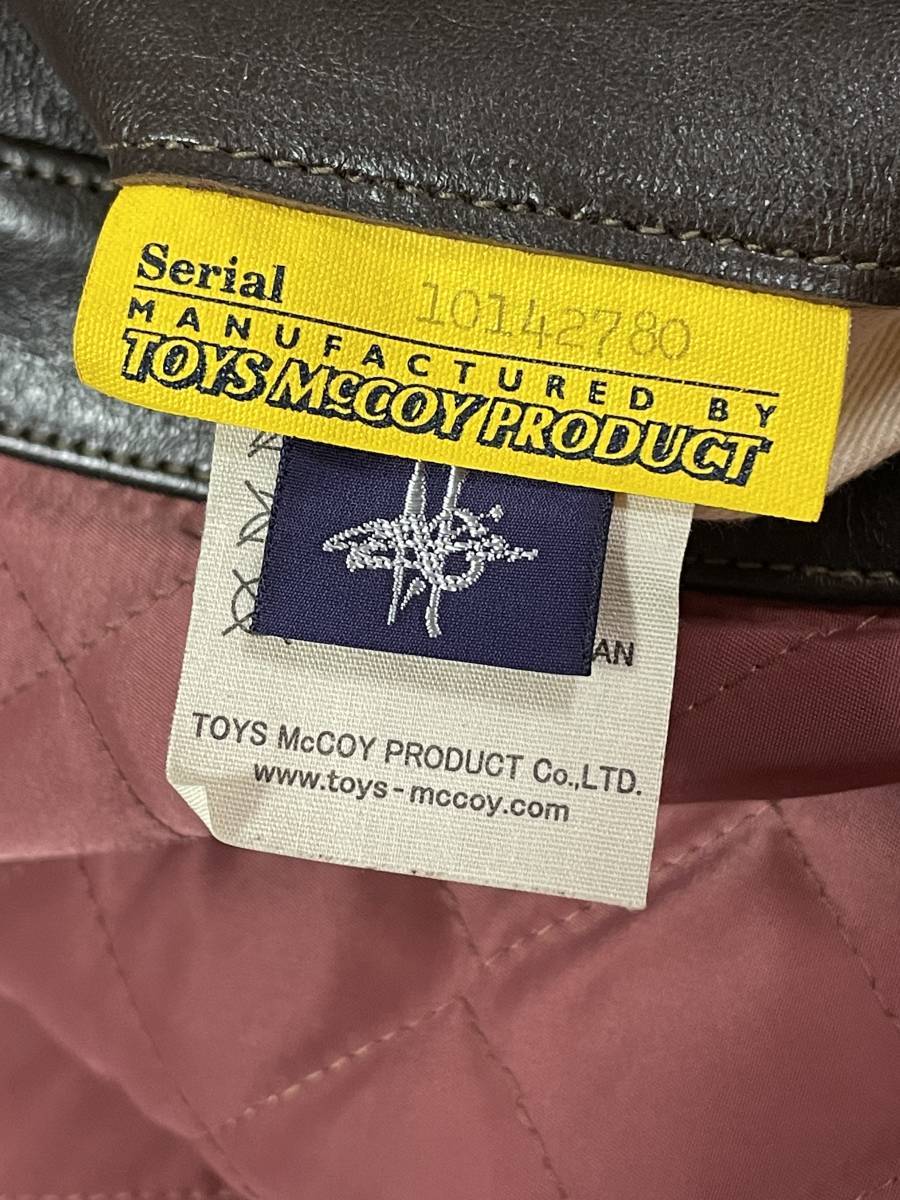 Serial 10142780
MANUFACTURED BY
TOYS McCOY PRODUCT
AN
TOYS McCOY PRODUCT Co.,LTD.
www.toys-mccoy.com